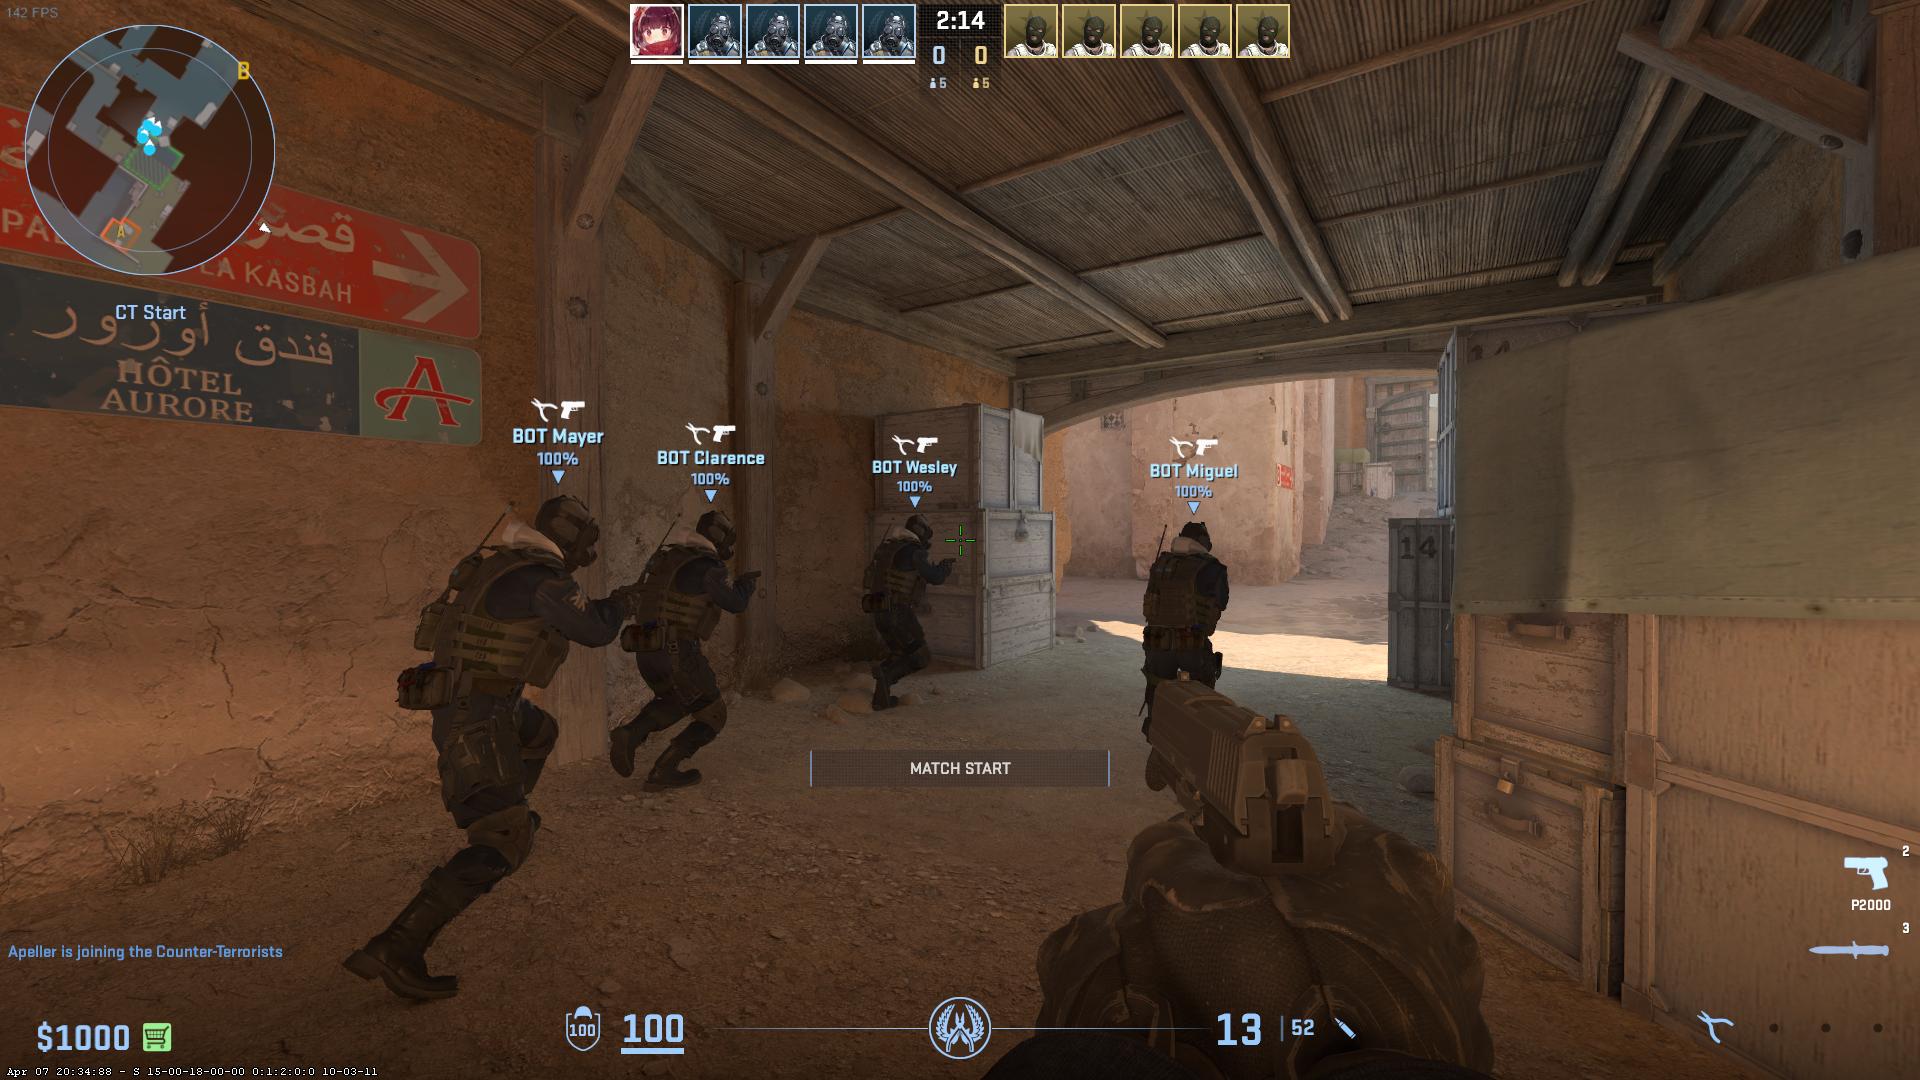 142 FPS
2:14
0 0
5 5
B
A
قصر
PAL
LA KASBAH
CT Start
فندق أورور
HÔTEL
AURORE
A
BOT Mayer
100%
BOT Clarence
100%
BOT Wesley
100%
BOT Miguel
100%
14
MATCH START
2
P2000
3
Apeller is joining the Counter-Terrorists
$1000
100
100
13 | 52
Apr 07 20:34:88 - S 15-00-18-00-00 0:1:2:0:0 10-03-11